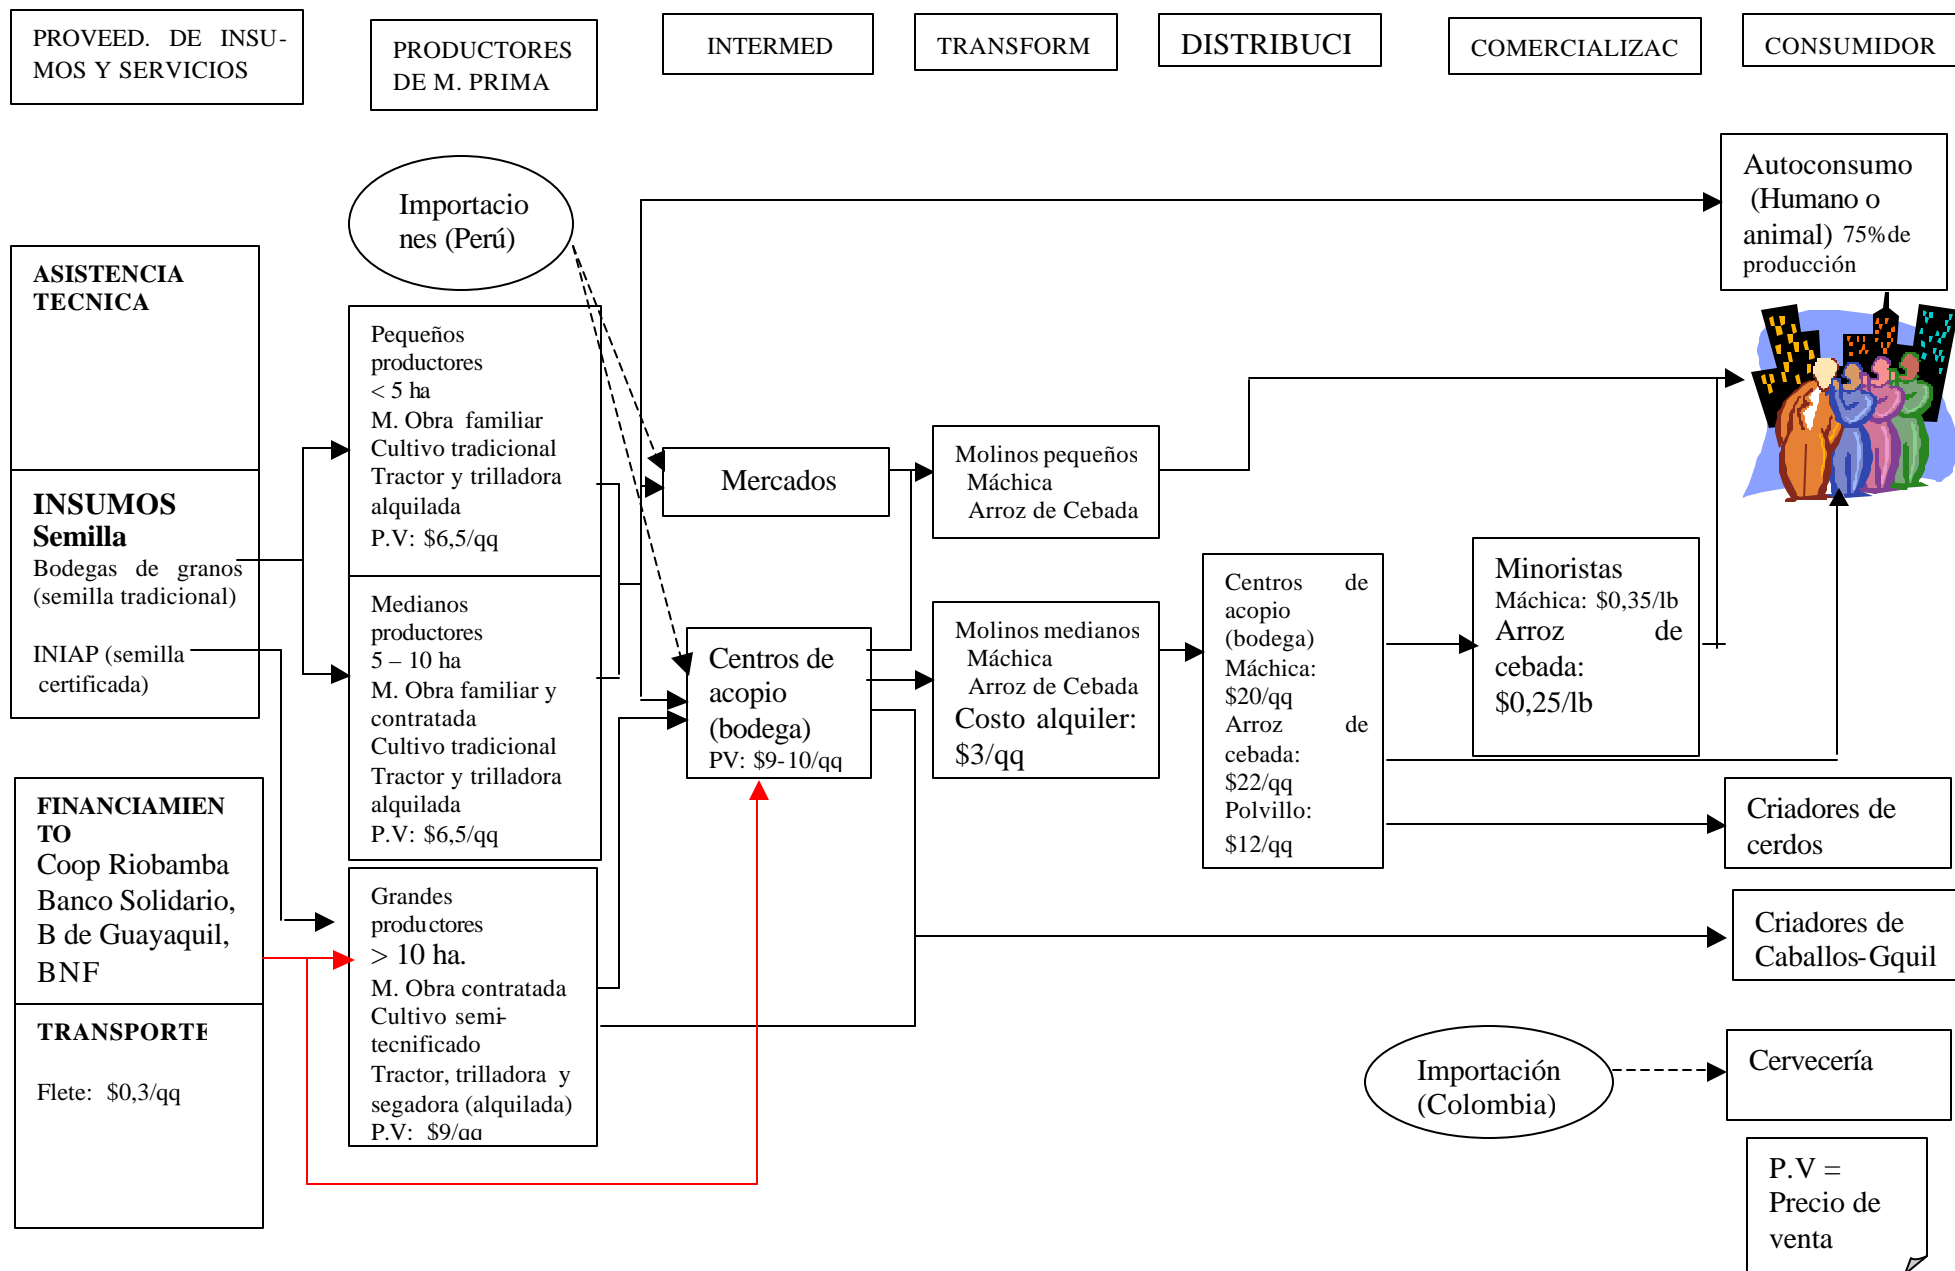 PROVEED. DE INSU-
MOS Y SERVICIOS
PRODUCTORES
DE M. PRIMA
INTERMED
TRANSFORM
DISTRIBUCI
COMERCIALIZAC
CONSUMIDOR
ASISTENCIA
TECNICA
INSUMOS
Semilla
Bodegas de granos
(semilla tradicional)
INIAP (semilla
certificada)
FINANCIAMIEN
TO
Coop Riobamba
Banco Solidario,
B de Guayaquil,
BNF
TRANSPORTE
Flete: $0,3/qq
Importacio
nes (Perú)
Pequeños
productores
< 5 ha
M. Obra familiar
Cultivo tradicional
Tractor y trilladora
alquilada
P.V: $6,5/qq
Medianos
productores
5 – 10 ha
M. Obra familiar y
contratada
Cultivo tradicional
Tractor y trilladora
alquilada
P.V: $6,5/qq
Grandes
productores
> 10 ha.
M. Obra contratada
Cultivo semi-
tecnificado
Tractor, trilladora y
segadora (alquilada)
P.V: $9/qq
Mercados
Centros de
acopio
(bodega)
PV: $9-10/qq
Molinos pequeños
Máchica
Arroz de Cebada
Molinos medianos
Máchica
Arroz de Cebada
Costo alquiler:
$3/qq
Centros de
acopio
(bodega)
Máchica:
$20/qq
Arroz de
cebada:
$22/qq
Polvillo:
$12/qq
Minoristas
Máchica: $0,35/lb
Arroz de
cebada:
$0,25/lb
Autoconsumo
(Humano o
animal) 75%de
producción
Criadores de
cerdos
Criadores de
Caballos-Gquil
Importación
(Colombia)
Cervecería
P.V =
Precio de
venta